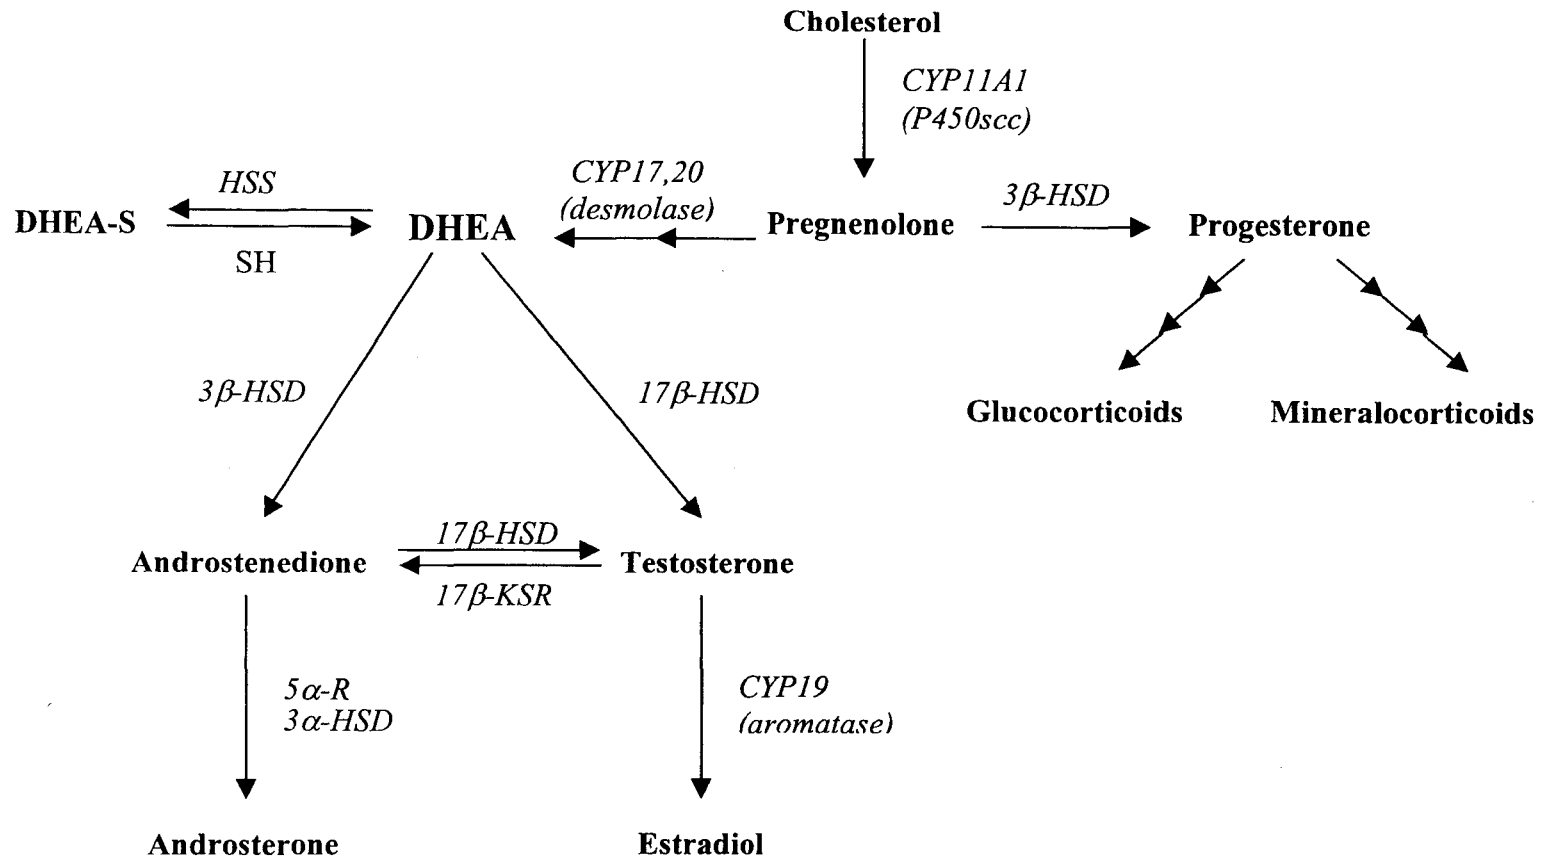 Cholesterol
CYP11A1
(P450scc)
HSS
CYP17,20
(desmolase)
3β-HSD
DHEA-S
DHEA
Pregnenolone
Progesterone
SH
3β-HSD
17β-HSD
Glucocorticoids
Mineralocorticoids
17β-HSD
Androstenedione
Testosterone
17β-KSR
5α-R
3α-HSD
CYP19
(aromatase)
Androsterone
Estradiol